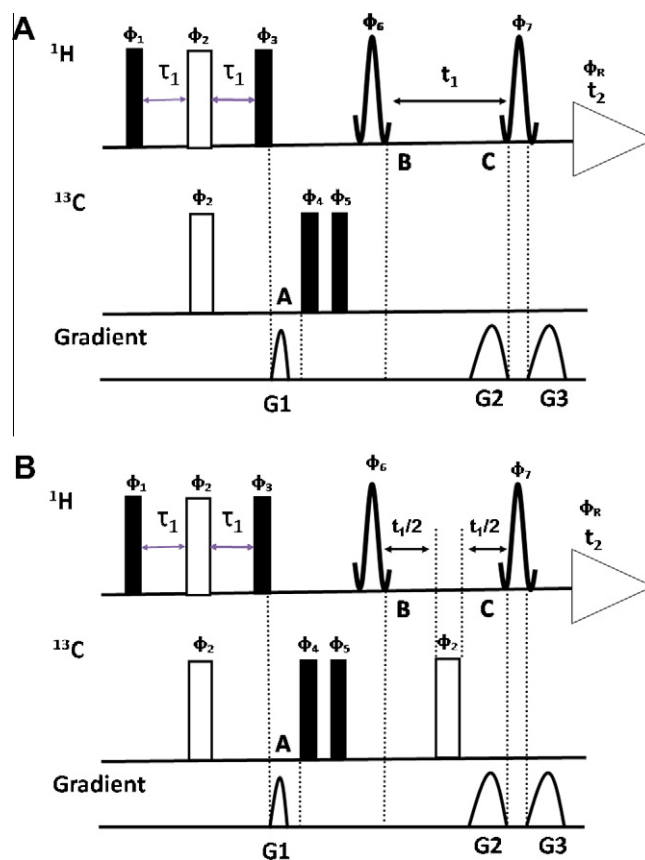 A
Φ₁ Φ₂ Φ₃ Φ₆ Φ₇
¹H τ₁ τ₁ t₁ Φ_R
t₂
B C
¹³C Φ₂ Φ₄ Φ₅
A
Gradient
G1 G2 G3
B
Φ₁ Φ₂ Φ₃ Φ₆ Φ₇
¹H τ₁ τ₁ t₁/2 t₁/2 Φ_R
t₂
B C
¹³C Φ₂ Φ₄ Φ₅ Φ₂
A
Gradient
G1 G2 G3